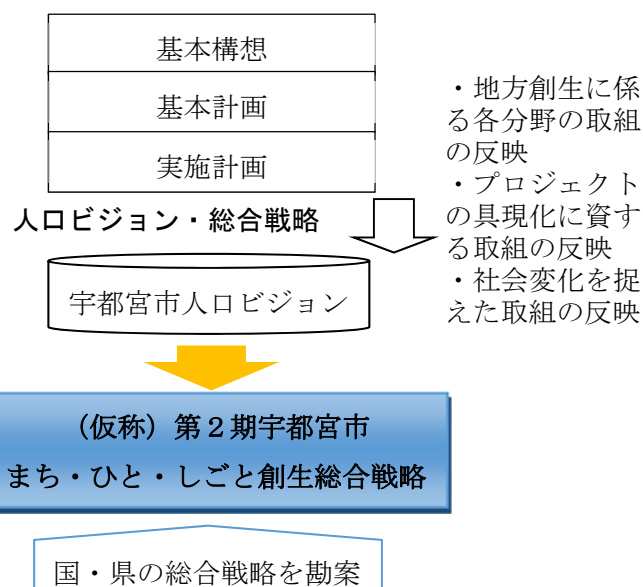 基本構想
基本計画
実施計画
・地方創生に係
る各分野の取組
の反映
・プロジェクト
の具現化に資す
る取組の反映
・社会変化を捉
えた取組の反映
人口ビジョン・総合戦略
宇都宮市人口ビジョン
（仮称）第２期宇都宮市
まち・ひと・しごと創生総合戦略
国・県の総合戦略を勘案